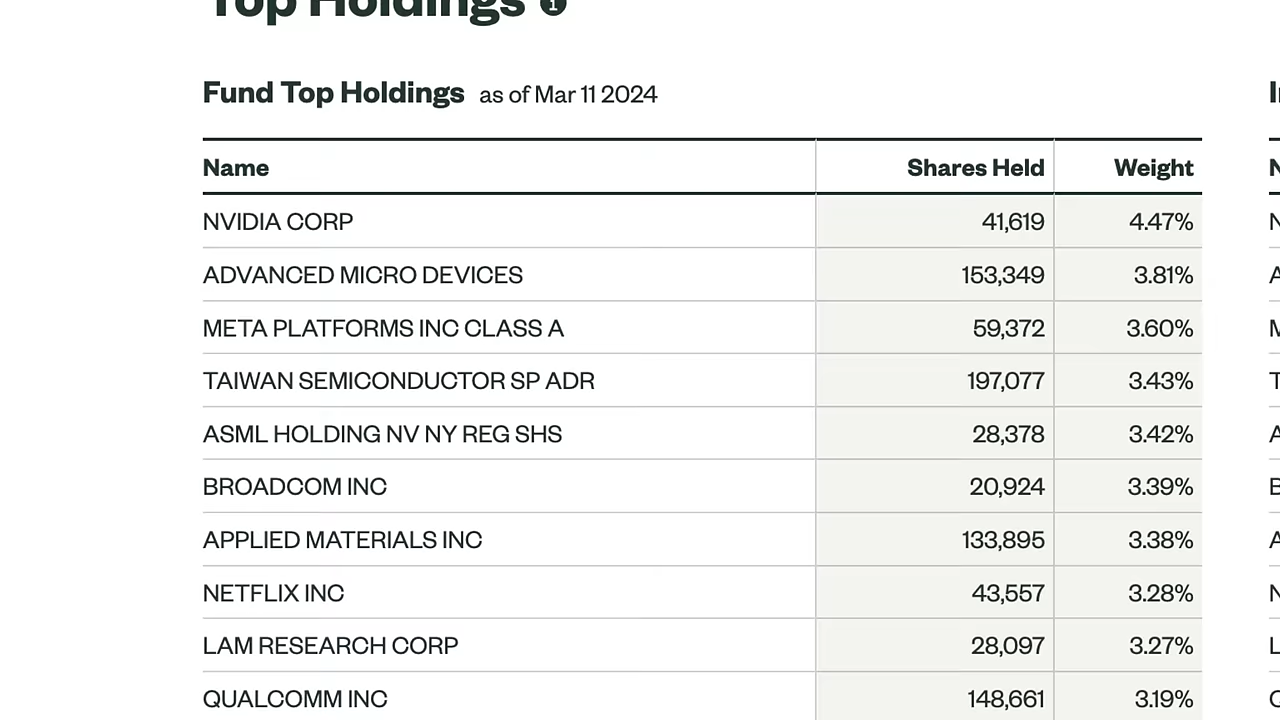 Top Holdings i
Fund Top Holdings as of Mar 11 2024
Name Shares Held Weight
NVIDIA CORP 41,619 4.47%
ADVANCED MICRO DEVICES 153,349 3.81%
META PLATFORMS INC CLASS A 59,372 3.60%
TAIWAN SEMICONDUCTOR SP ADR 197,077 3.43%
ASML HOLDING NV NY REG SHS 28,378 3.42%
BROADCOM INC 20,924 3.39%
APPLIED MATERIALS INC 133,895 3.38%
NETFLIX INC 43,557 3.28%
LAM RESEARCH CORP 28,097 3.27%
QUALCOMM INC 148,661 3.19%